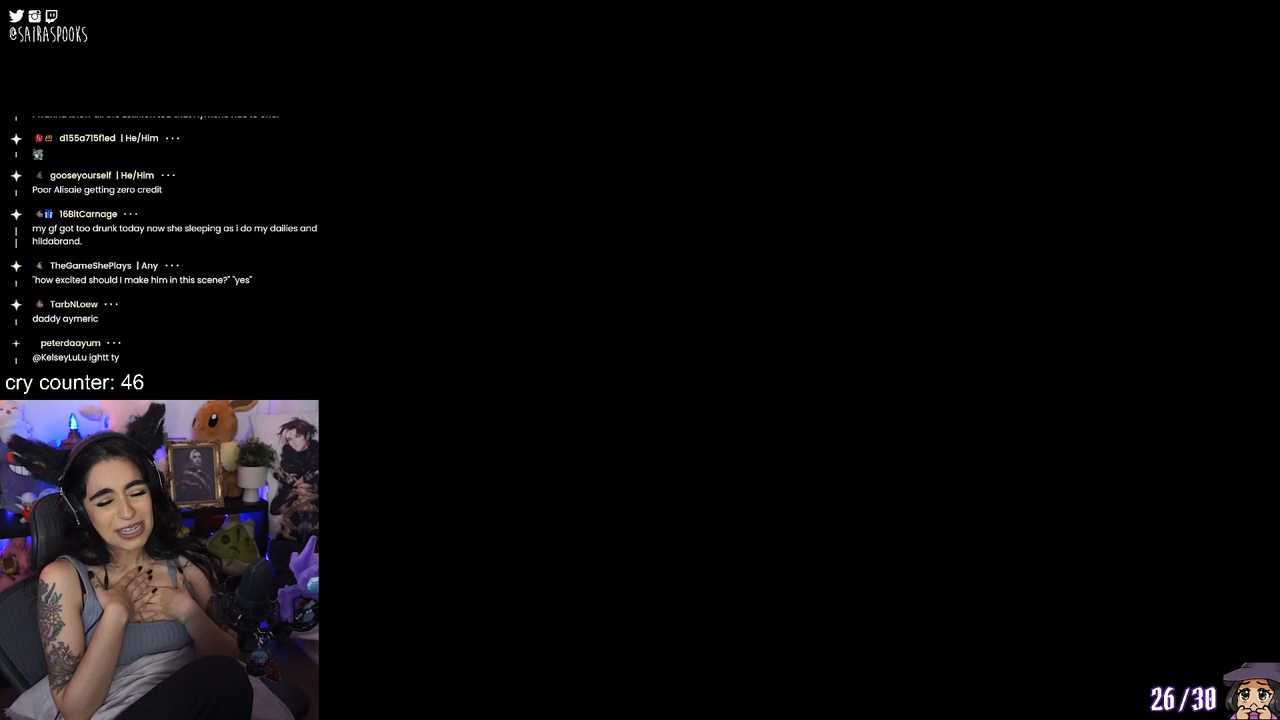 @SAIRASPOOKS
d155a715f1ed | He/Him
gooseyourself | He/Him
Poor Alisaie getting zero credit
16BitCarnage
my gf got too drunk today now she sleeping as i do my dailies and
hildabrand.
TheGameShePlays | Any
"how excited should I make him in this scene?" "yes"
TarbNLoew
daddy aymeric
peterdaayum
@KelseyLuLu ightt ty
cry counter: 46
26/30